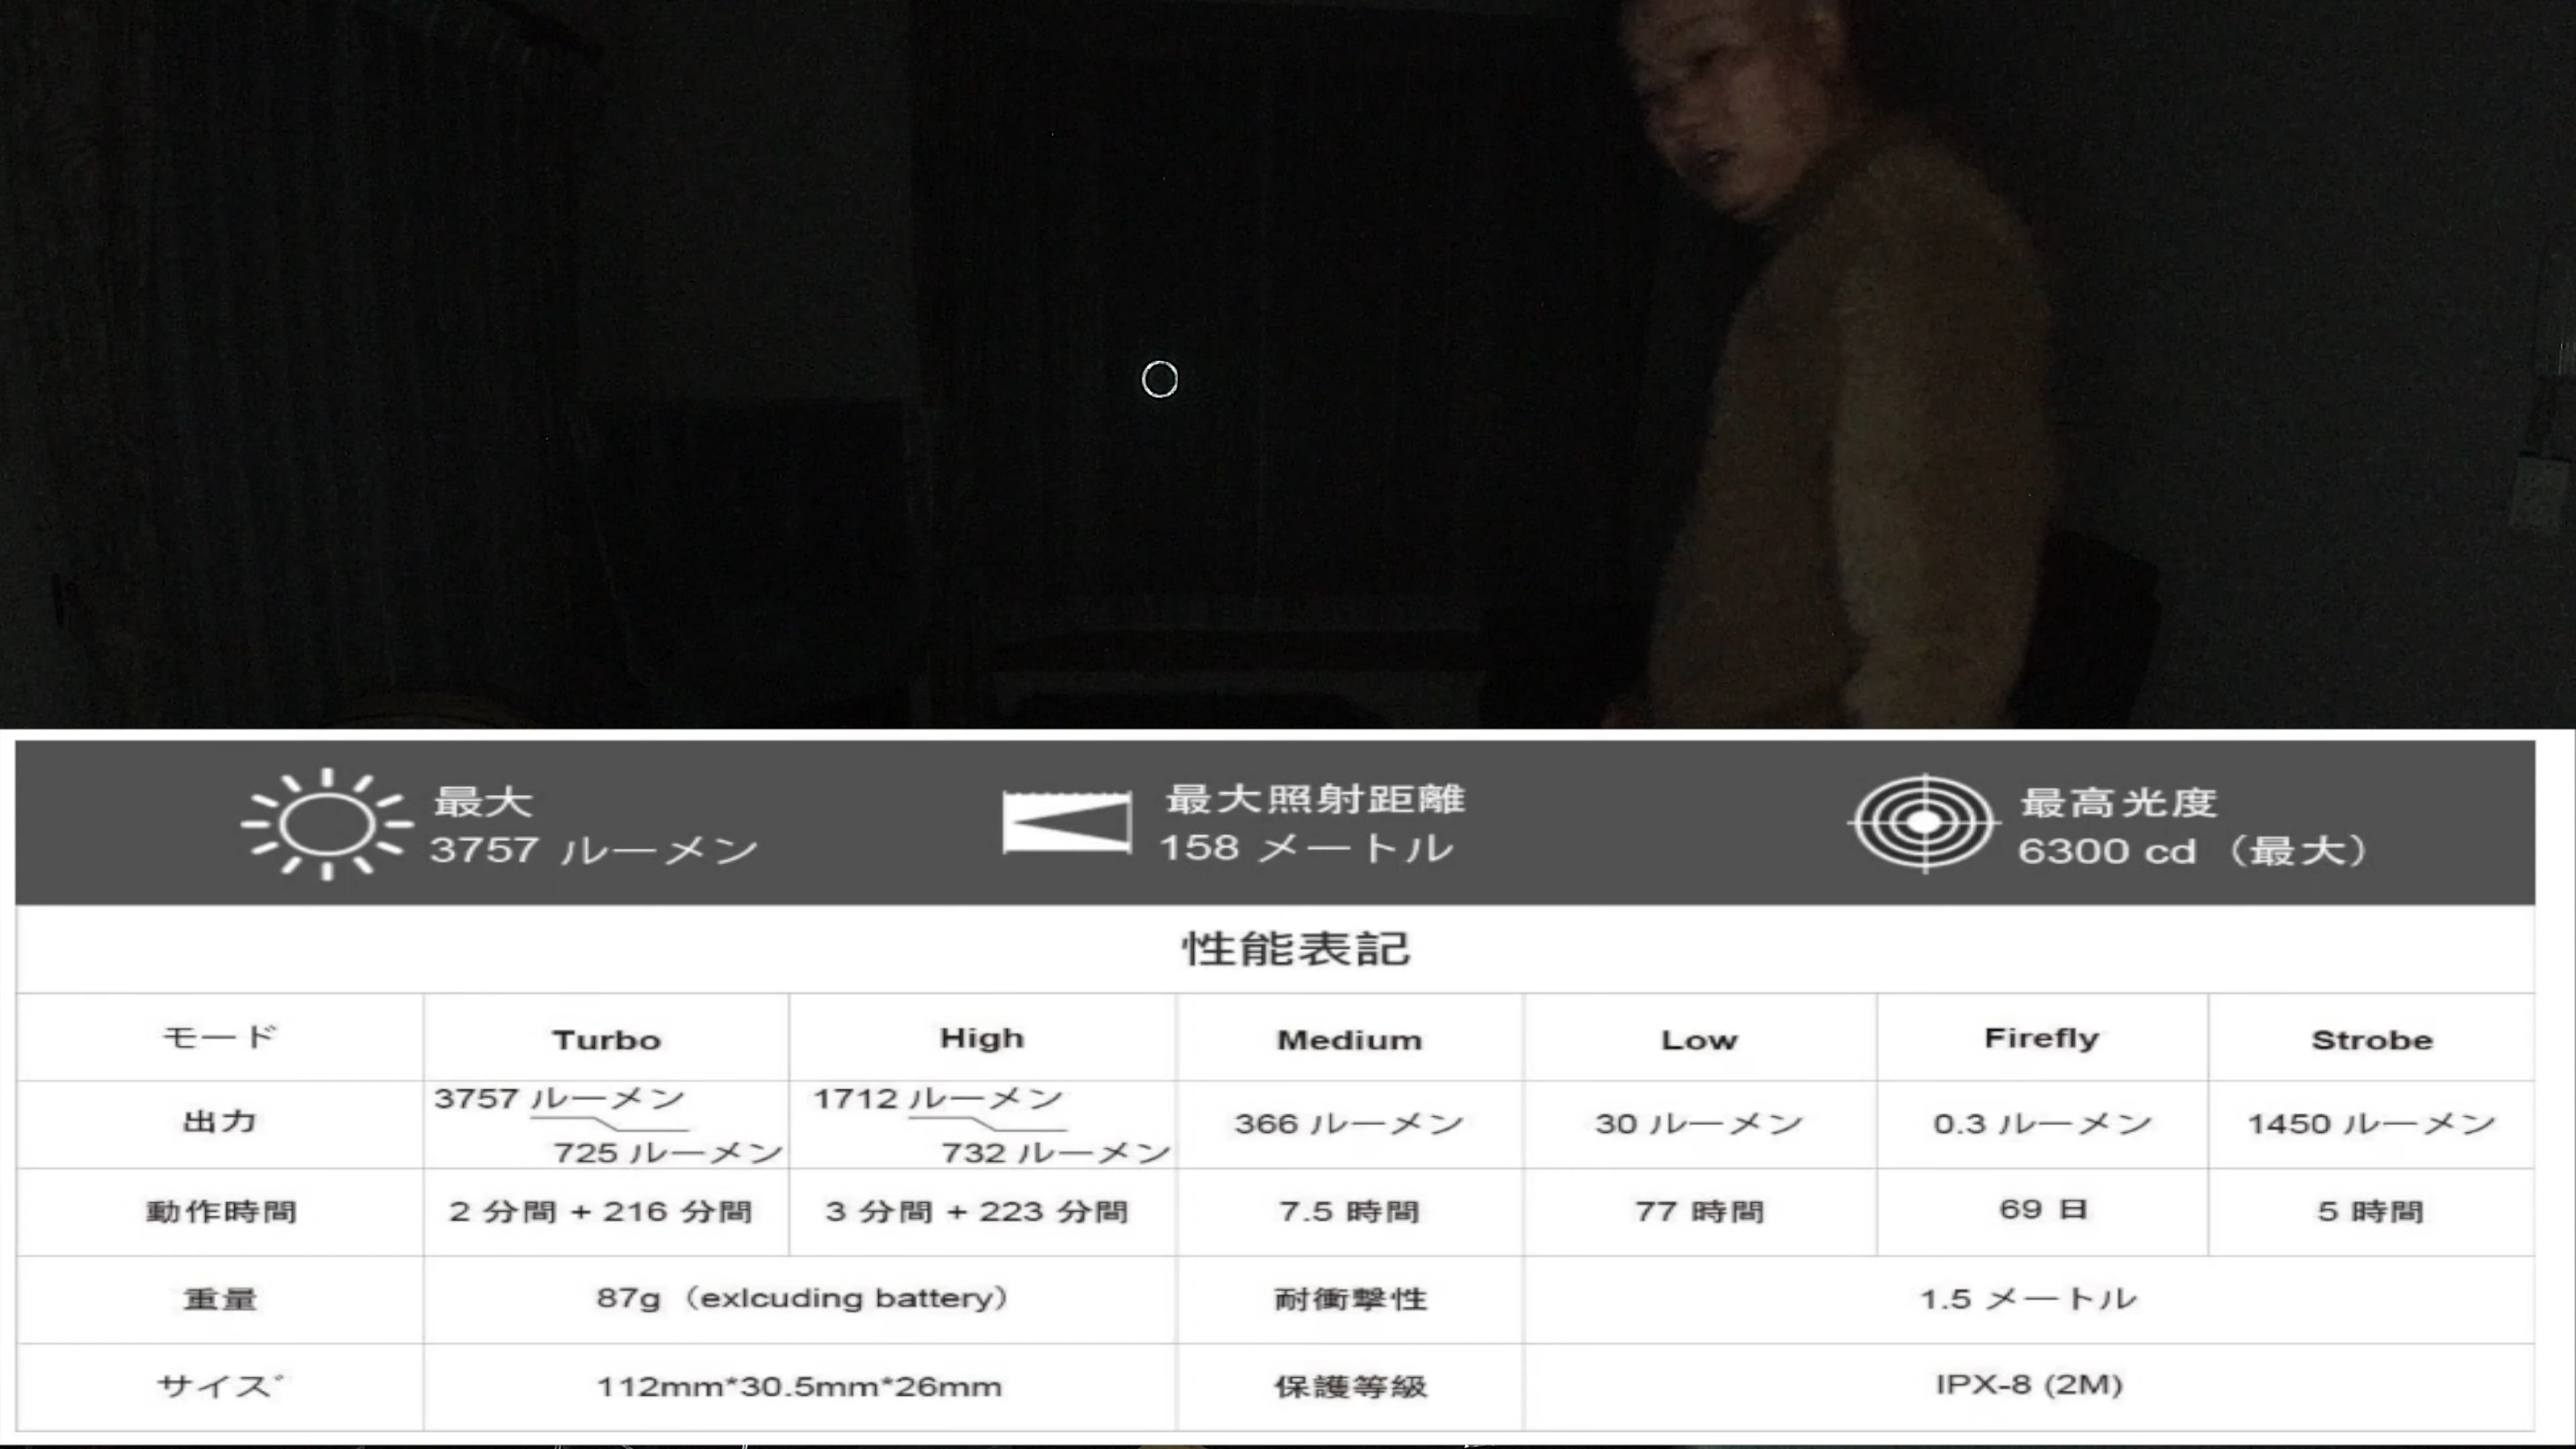 最大
3757 ルーメン
最大照射距離
158 メートル
最高光度
6300 cd（最大）
性能表記
モード Turbo High Medium Low Firefly Strobe
出力 3757 ルーメン 725 ルーメン 1712 ルーメン 732 ルーメン 366 ルーメン 30 ルーメン 0.3 ルーメン 1450 ルーメン
動作時間 2 分間 + 216 分間 3 分間 + 223 分間 7.5 時間 77 時間 69 日 5 時間
重量 87g（exlcuding battery） 耐衝撃性 1.5 メートル
サイズ 112mm*30.5mm*26mm 保護等級 IPX-8 (2M)